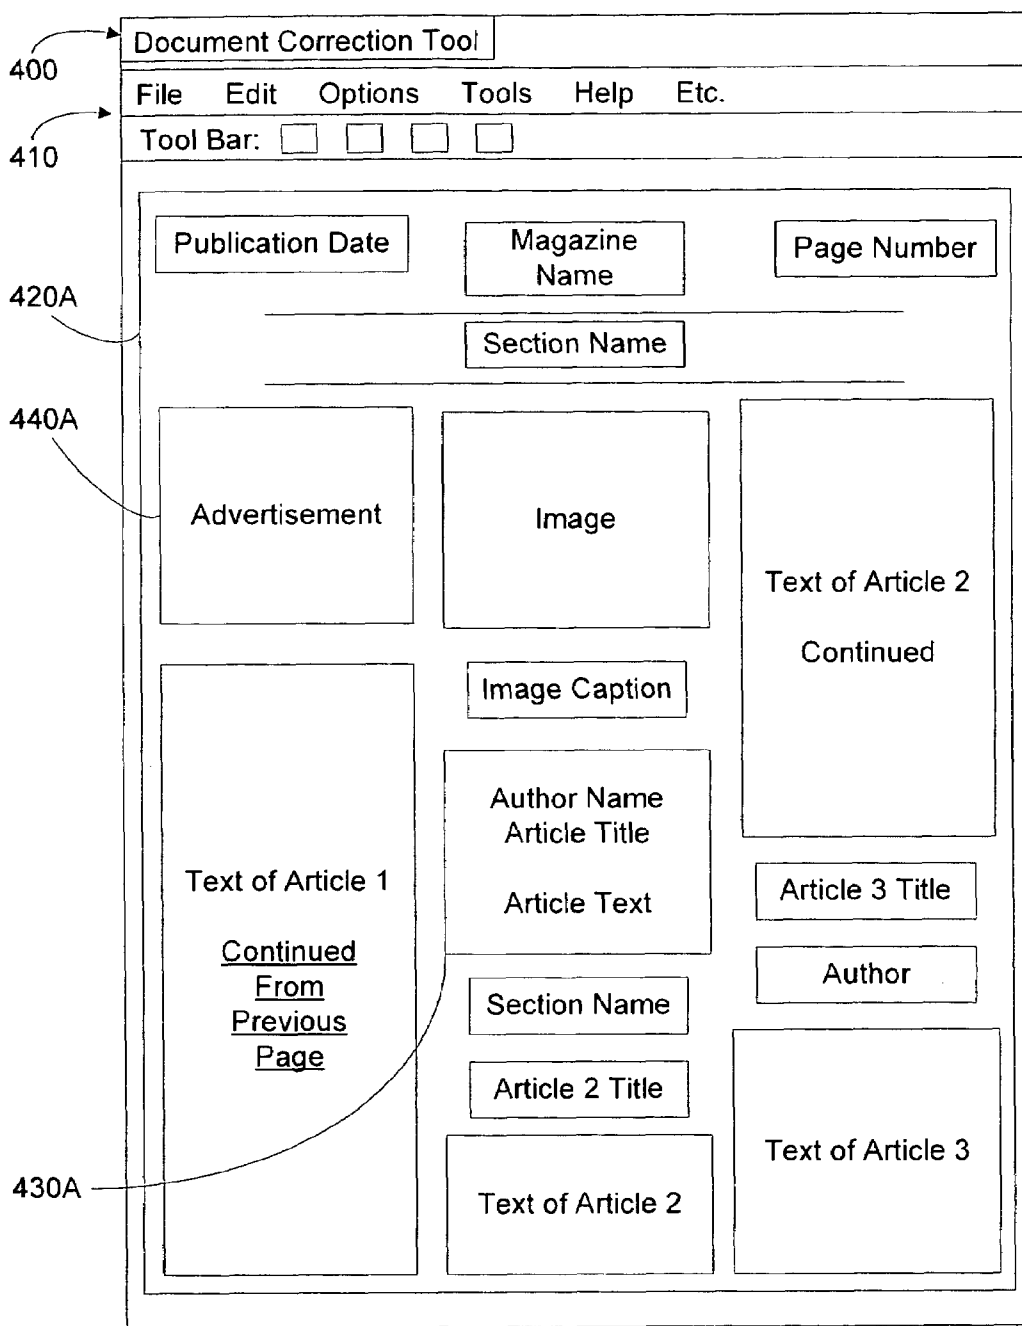 400
Document Correction Tool
File Edit Options Tools Help Etc.
410
Tool Bar:
Publication Date
Magazine
Name
Page Number
420A
Section Name
440A
Advertisement
Text of Article 1
Continued
From
Previous
Page
Image
Image Caption
Author Name
Article Title
Article Text
430A
Section Name
Article 2 Title
Text of Article 2
Text of Article 2
Continued
Article 3 Title
Author
Text of Article 3